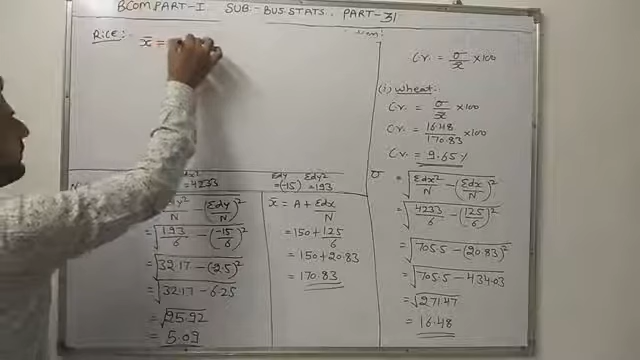 BCOM PART-I. SUB.- BUS. STATS. PART-31
Rice:-
x̄ =
C.V. = σ/x̄ ×100
(i) Wheat:-
C.V. = σ/x̄ ×100
C.V. = 16.48/170.83 ×100
C.V. = 9.65%
dx² = 4233
Σdy = (-15)
Σdy² = 193
dy²/N - (Σdy/N)²
= √193/6 - (-15/6)²
= √32.17 - (2.5)²
= √32.17 - 6.25
= √25.92
= 5.09
x̄ = A + Σdx/N
= 150 + 125/6
= 150 + 20.83
= 170.83
σ = √Σdx²/N - (Σdx/N)²
= √4233/6 - (125/6)²
= √705.5 - (20.83)²
= √705.5 - 434.03
= √271.47
= 16.48